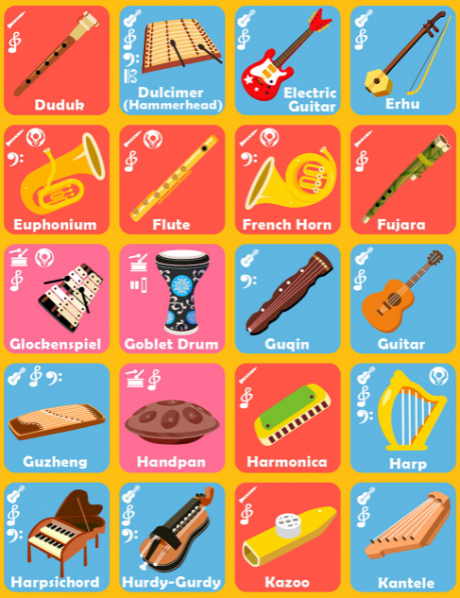 Duduk
Dulcimer
(Hammerhead)
Electric
Guitar
Erhu
Euphonium
Flute
French Horn
Fujara
Glockenspiel
Goblet Drum
Guqin
Guitar
Guzheng
Handpan
Harmonica
Harp
Harpsichord
Hurdy-Gurdy
Kazoo
Kantele